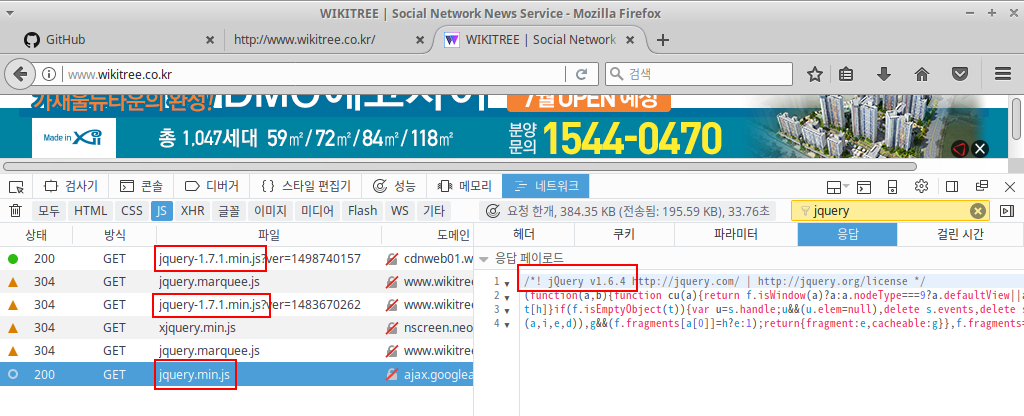 WIKITREE | Social Network News Service - Mozilla Firefox
GitHub
http://www.wikitree.co.kr/
WIKITREE | Social Network
www.wikitree.co.kr
검색
7월 OPEN 예정
Made in Xii
총 1,047세대 59㎡/72㎡/84㎡/118㎡
분양문의 1544-0470
검사기 콘솔 디버거 { } 스타일 편집기 성능 메모리 네트워크
모두 HTML CSS JS XHR 글꼴 이미지 미디어 Flash WS 기타 요청 한개, 384.35 KB (전송됨: 195.59 KB), 33.76초 jquery
상태 방식 파일 도메인 헤더 쿠키 파라미터 응답 걸린 시간
200 GET jquery-1.7.1.min.js?ver=1498740157 cdnweb01.w
304 GET jquery.marquee.js www.wikitre
304 GET jquery-1.7.1.min.js?ver=1483670262 www.wikitre
304 GET xjquery.min.js nscreen.neo
304 GET jquery.marquee.js www.wikitre
200 GET jquery.min.js ajax.googlea
응답 페이로드
1 /*! jQuery v1.6.4 http://jquery.com/ | http://jquery.org/license */
2 (function(a,b){function cu(a){return f.isWindow(a)?a:a.nodeType===9?a.defaultView||a
3 t[h]}if(f.isEmptyObject(t)){var u=s.handle;u&&(u.elem=null),delete s.events,delete s
4 (a,i,e,d)),g&&(f.fragments[a[0]]=h?e:1);return{fragment:e,cacheable:g}},f.fragments=